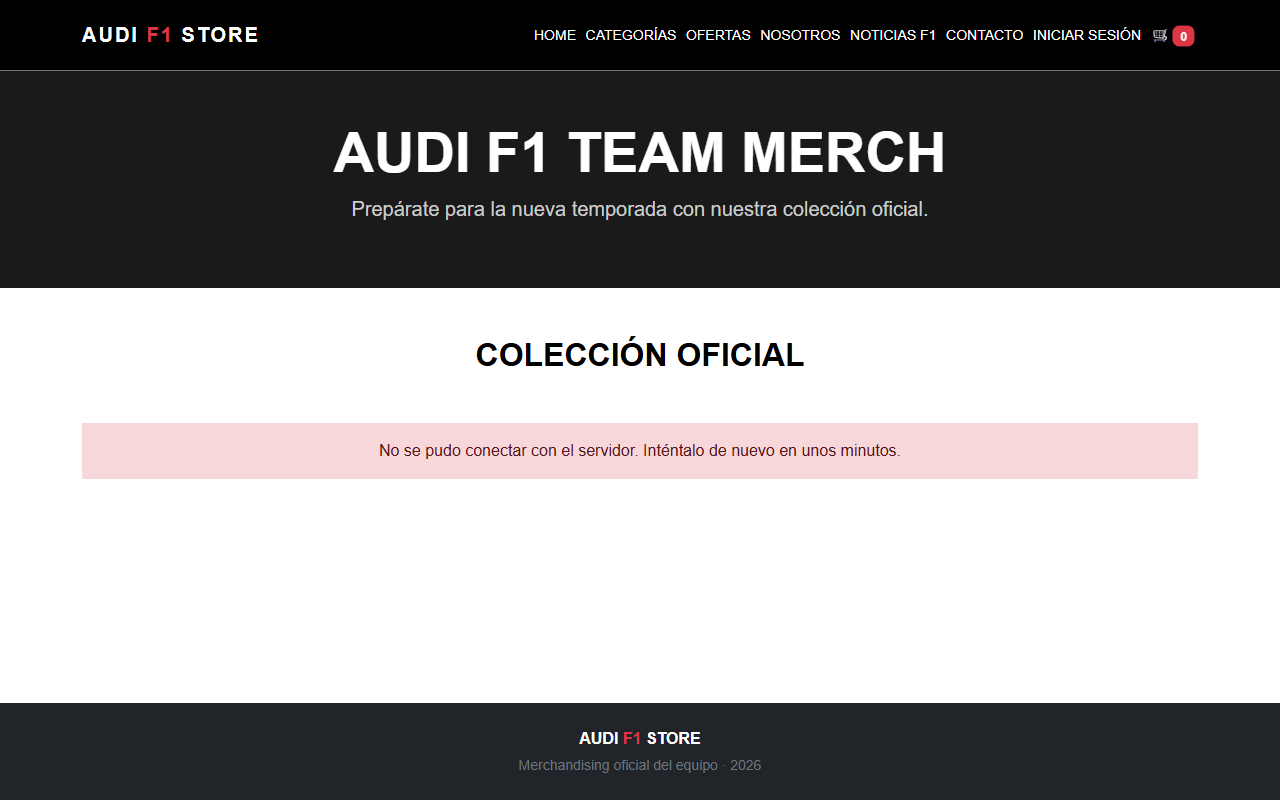 AUDI F1 STORE
HOME CATEGORÍAS OFERTAS NOSOTROS NOTICIAS F1 CONTACTO INICIAR SESIÓN 0
AUDI F1 TEAM MERCH
Prepárate para la nueva temporada con nuestra colección oficial.
COLECCIÓN OFICIAL
No se pudo conectar con el servidor. Inténtalo de nuevo en unos minutos.
AUDI F1 STORE
Merchandising oficial del equipo · 2026